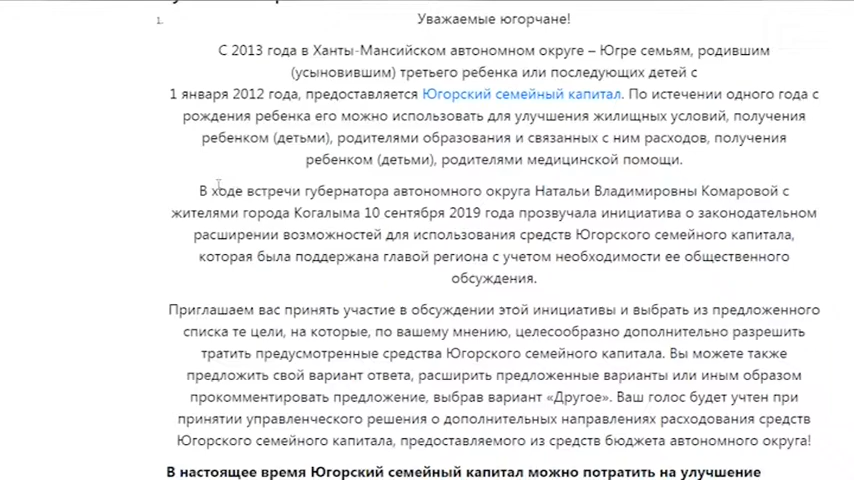 1. Уважаемые югорчане!
С 2013 года в Ханты-Мансийском автономном округе – Югре семьям, родившим
(усыновившим) третьего ребенка или последующих детей с
1 января 2012 года, предоставляется Югорский семейный капитал. По истечении одного года с
рождения ребенка его можно использовать для улучшения жилищных условий, получения
ребенком (детьми), родителями образования и связанных с ним расходов, получения
ребенком (детьми), родителями медицинской помощи.
В ходе встречи губернатора автономного округа Натальи Владимировны Комаровой с
жителями города Когалыма 10 сентября 2019 года прозвучала инициатива о законодательном
расширении возможностей для использования средств Югорского семейного капитала,
которая была поддержана главой региона с учетом необходимости ее общественного
обсуждения.
Приглашаем вас принять участие в обсуждении этой инициативы и выбрать из предложенного
списка те цели, на которые, по вашему мнению, целесообразно дополнительно разрешить
тратить предусмотренные средства Югорского семейного капитала. Вы можете также
предложить свой вариант ответа, расширить предложенные варианты или иным образом
прокомментировать предложение, выбрав вариант «Другое». Ваш голос будет учтен при
принятии управленческого решения о дополнительных направлениях расходования средств
Югорского семейного капитала, предоставляемого из средств бюджета автономного округа!
В настоящее время Югорский семейный капитал можно потратить на улучшение